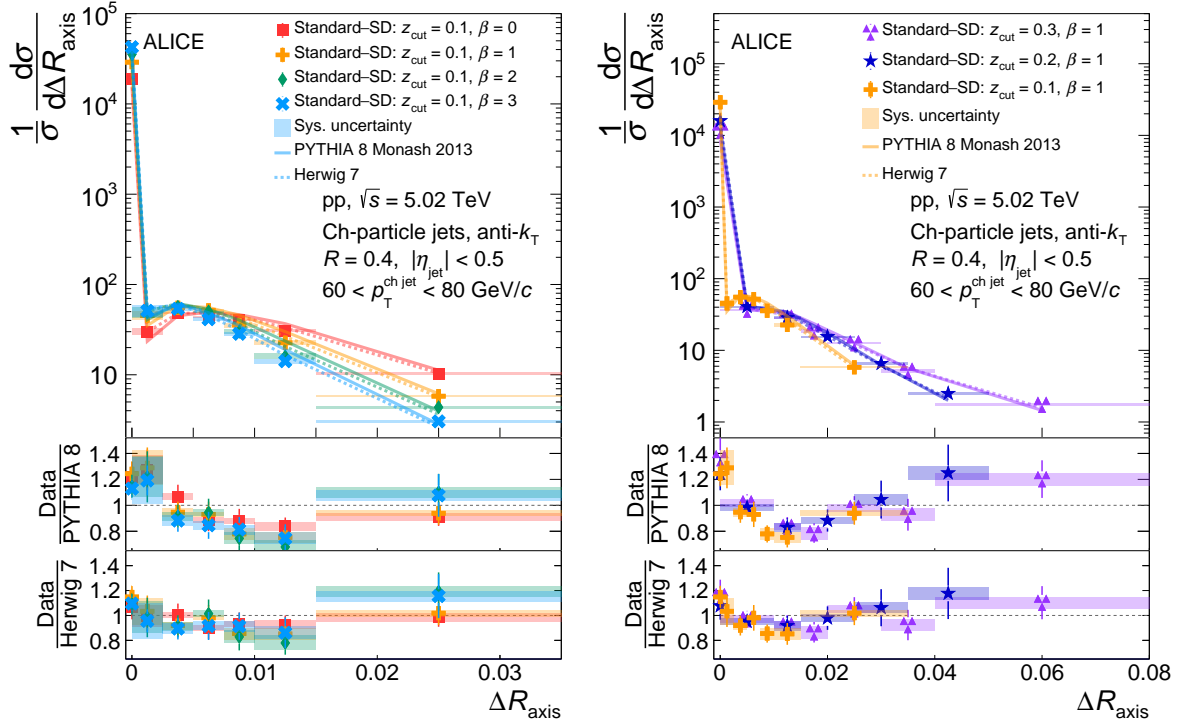 1/σ dσ/dΔR_axis
ALICE
Standard–SD: z_cut = 0.1, β = 0
Standard–SD: z_cut = 0.1, β = 1
Standard–SD: z_cut = 0.1, β = 2
Standard–SD: z_cut = 0.1, β = 3
Sys. uncertainty
PYTHIA 8 Monash 2013
Herwig 7
pp, √s = 5.02 TeV
Ch-particle jets, anti-k_T
R = 0.4, |η_jet| < 0.5
60 < p_T^ch jet < 80 GeV/c
10^5
10^4
10^3
10^2
10
Data
PYTHIA 8
1.4
1.2
1
0.8
Data
Herwig 7
1.4
1.2
1
0.8
0 0.01 0.02 0.03
ΔR_axis
1/σ dσ/dΔR_axis
ALICE
Standard–SD: z_cut = 0.3, β = 1
Standard–SD: z_cut = 0.2, β = 1
Standard–SD: z_cut = 0.1, β = 1
Sys. uncertainty
PYTHIA 8 Monash 2013
Herwig 7
pp, √s = 5.02 TeV
Ch-particle jets, anti-k_T
R = 0.4, |η_jet| < 0.5
60 < p_T^ch jet < 80 GeV/c
10^5
10^4
10^3
10^2
10
1
Data
PYTHIA 8
1.4
1.2
1
0.8
Data
Herwig 7
1.4
1.2
1
0.8
0 0.02 0.04 0.06 0.08
ΔR_axis